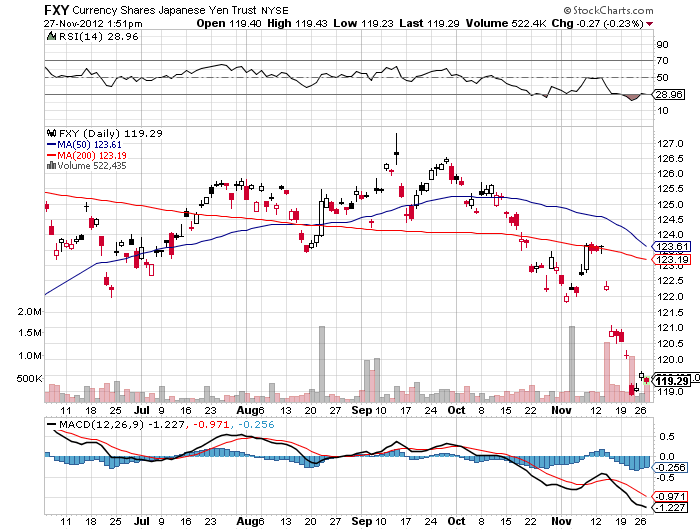 FXY Currency Shares Japanese Yen Trust NYSE © StockCharts.com
27-Nov-2012 1:51pm Open 119.40 High 119.43 Low 119.23 Last 119.29 Volume 522.4K Chg -0.27 (-0.23%)
RSI(14) 28.96
90
70
50
28.96
10
FXY (Daily) 119.29
MA(50) 123.61
MA(200) 123.19
Volume 522,435
127.0
126.5
126.0
125.5
125.0
124.5
124.0
123.61
123.19
122.5
122.0
121.5
121.0
120.5
120.0
119.29
119.0
2.0M
1.5M
1.0M
500K
11 18 25 Jul 9 16 23 Aug 6 13 20 27 Sep 10 17 24 Oct 8 15 22 Nov 12 19 26
MACD(12,26,9) -1.227, -0.971, -0.256
0.5
0.0
-0.256
-0.971
-1.227
11 18 25 Jul 9 16 23 Aug 6 13 20 27 Sep 10 17 24 Oct 8 15 22 Nov 12 19 26